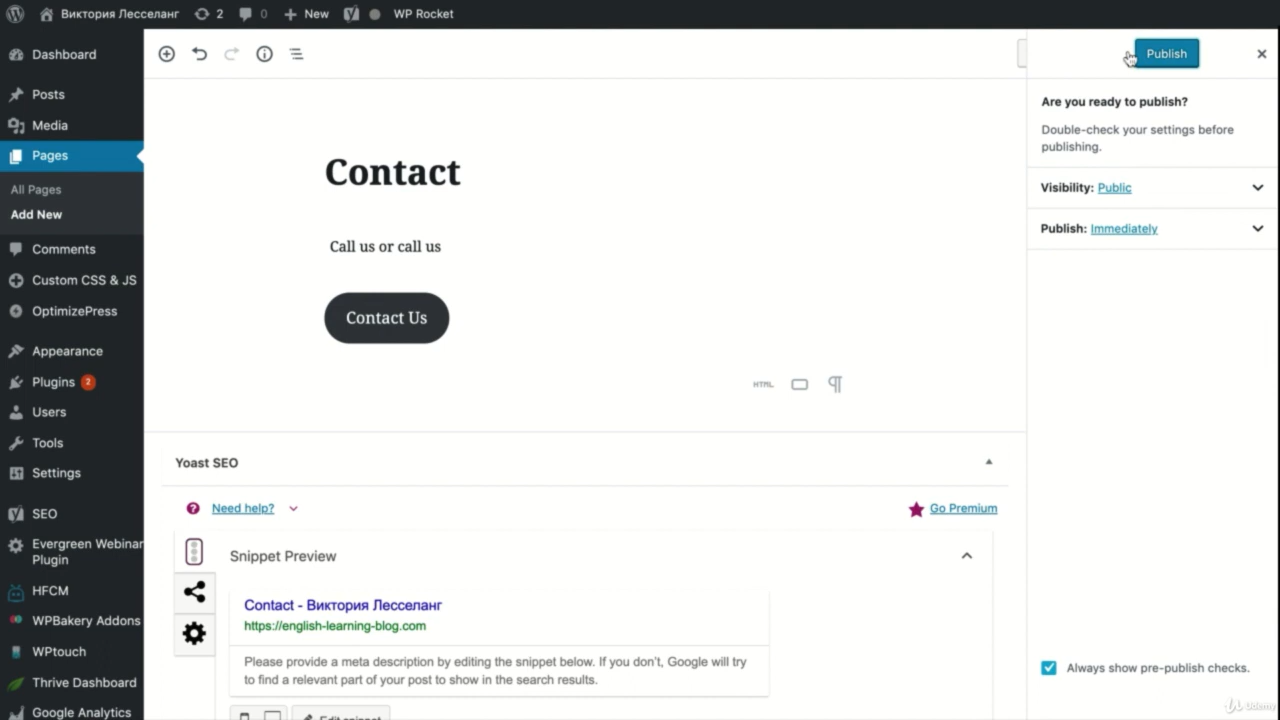 Виктория Лесселанг 2 0 New WP Rocket
Dashboard
Posts
Media
Pages
All Pages
Add New
Comments
Custom CSS & JS
OptimizePress
Appearance
Plugins 2
Users
Tools
Settings
SEO
Evergreen Webinar
Plugin
HFCM
WPBakery Addons
WPtouch
Thrive Dashboard
Google Analytics
Contact
Call us or call us
Contact Us
HTML
Yoast SEO
Need help?
Go Premium
Snippet Preview
Contact - Виктория Лесселанг
https://english-learning-blog.com
Please provide a meta description by editing the snippet below. If you don't, Google will try
to find a relevant part of your post to show in the search results.
Edit snippet
Publish
Are you ready to publish?
Double-check your settings before
publishing.
Visibility: Public
Publish: Immediately
Always show pre-publish checks.
Udemy